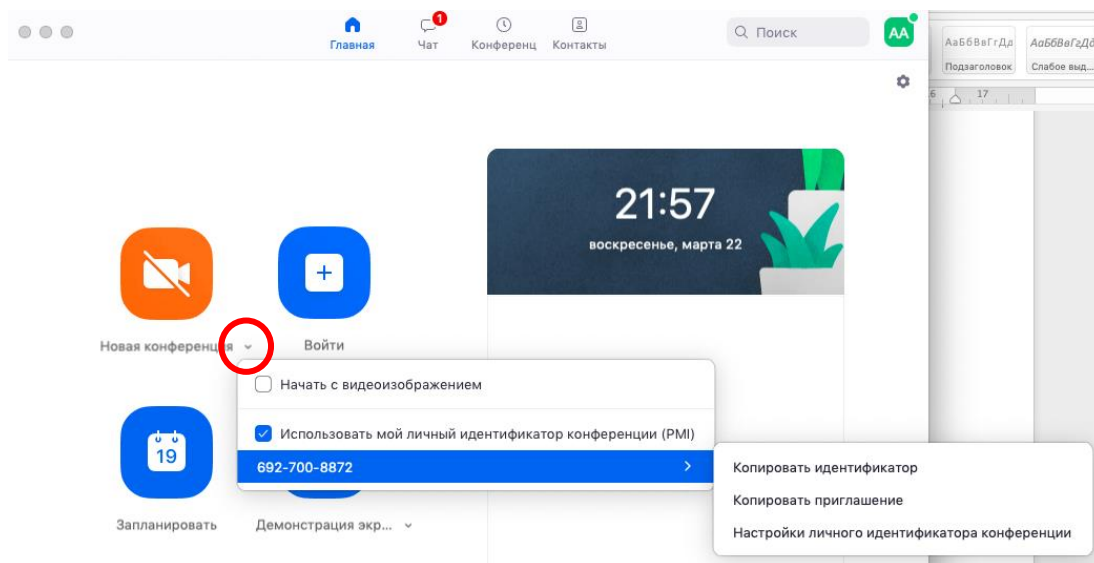 1
Главная
Чат
Конференц
Контакты
Поиск
АА
АаБбВвГгДд
АаБбВвГгДд
Подзаголовок
Слабое выд...
6
17
21:57
воскресенье, марта 22
Новая конференция
Войти
Начать с видеоизображением
Использовать мой личный идентификатор конференции (PMI)
19
692-700-8872
Копировать идентификатор
Копировать приглашение
Запланировать
Демонстрация экр...
Настройки личного идентификатора конференции